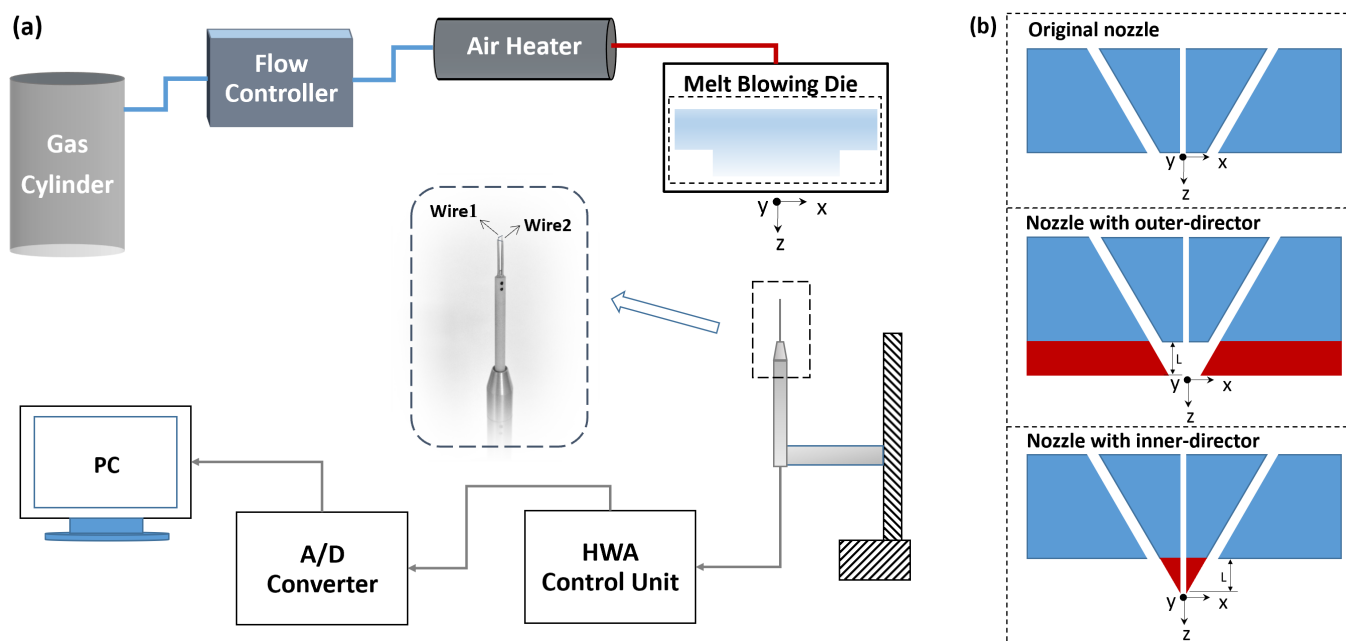 (a)
Gas
Cylinder
Flow
Controller
Air Heater
Melt Blowing Die
y x
z
Wire1
Wire2
PC
A/D
Converter
HWA
Control Unit
(b)
Original nozzle
y x
z
Nozzle with outer-director
L
y x
z
Nozzle with inner-director
L
y x
z